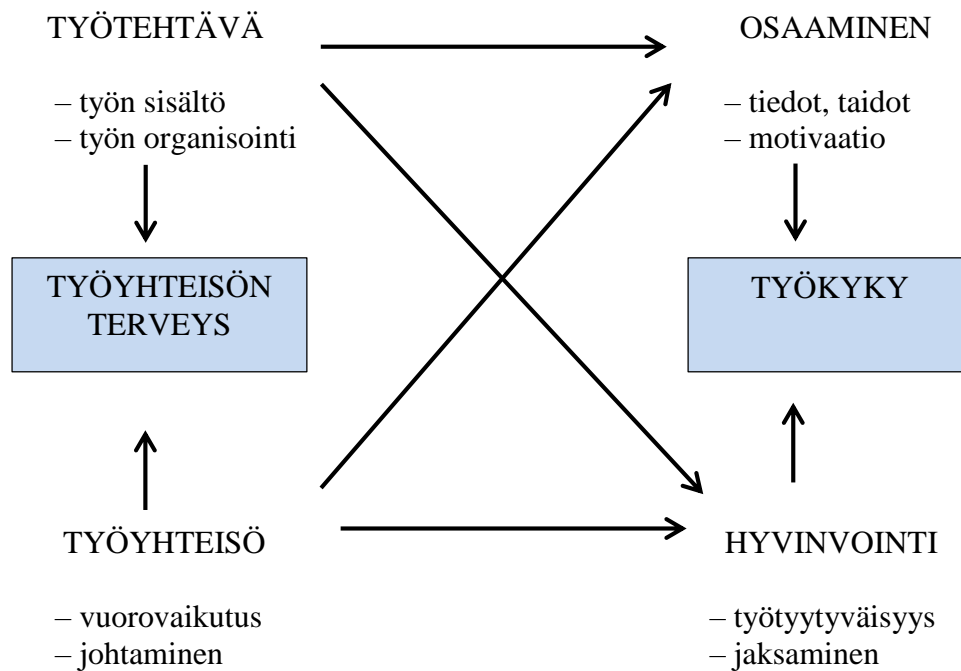 TYÖTEHTÄVÄ
– työn sisältö
– työn organisointi
OSAAMINEN
– tiedot, taidot
– motivaatio
TYÖYHTEISÖN
TERVEYS
TYÖKYKY
TYÖYHTEISÖ
– vuorovaikutus
– johtaminen
HYVINVOINTI
– työtyytyväisyys
– jaksaminen